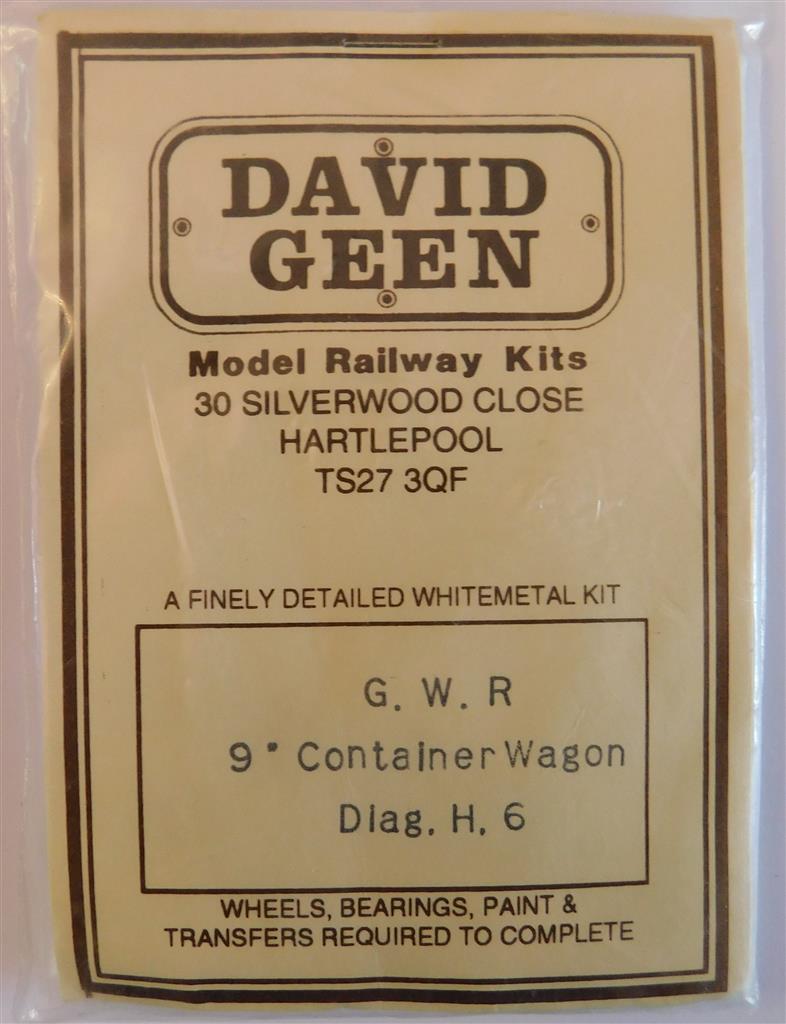 DAVID
GEEN
Model Railway Kits
30 SILVERWOOD CLOSE
HARTLEPOOL
TS27 3QF
A FINELY DETAILED WHITEMETAL KIT
G. W. R
9" Container Wagon
Diag. H. 6
WHEELS, BEARINGS, PAINT &
TRANSFERS REQUIRED TO COMPLETE